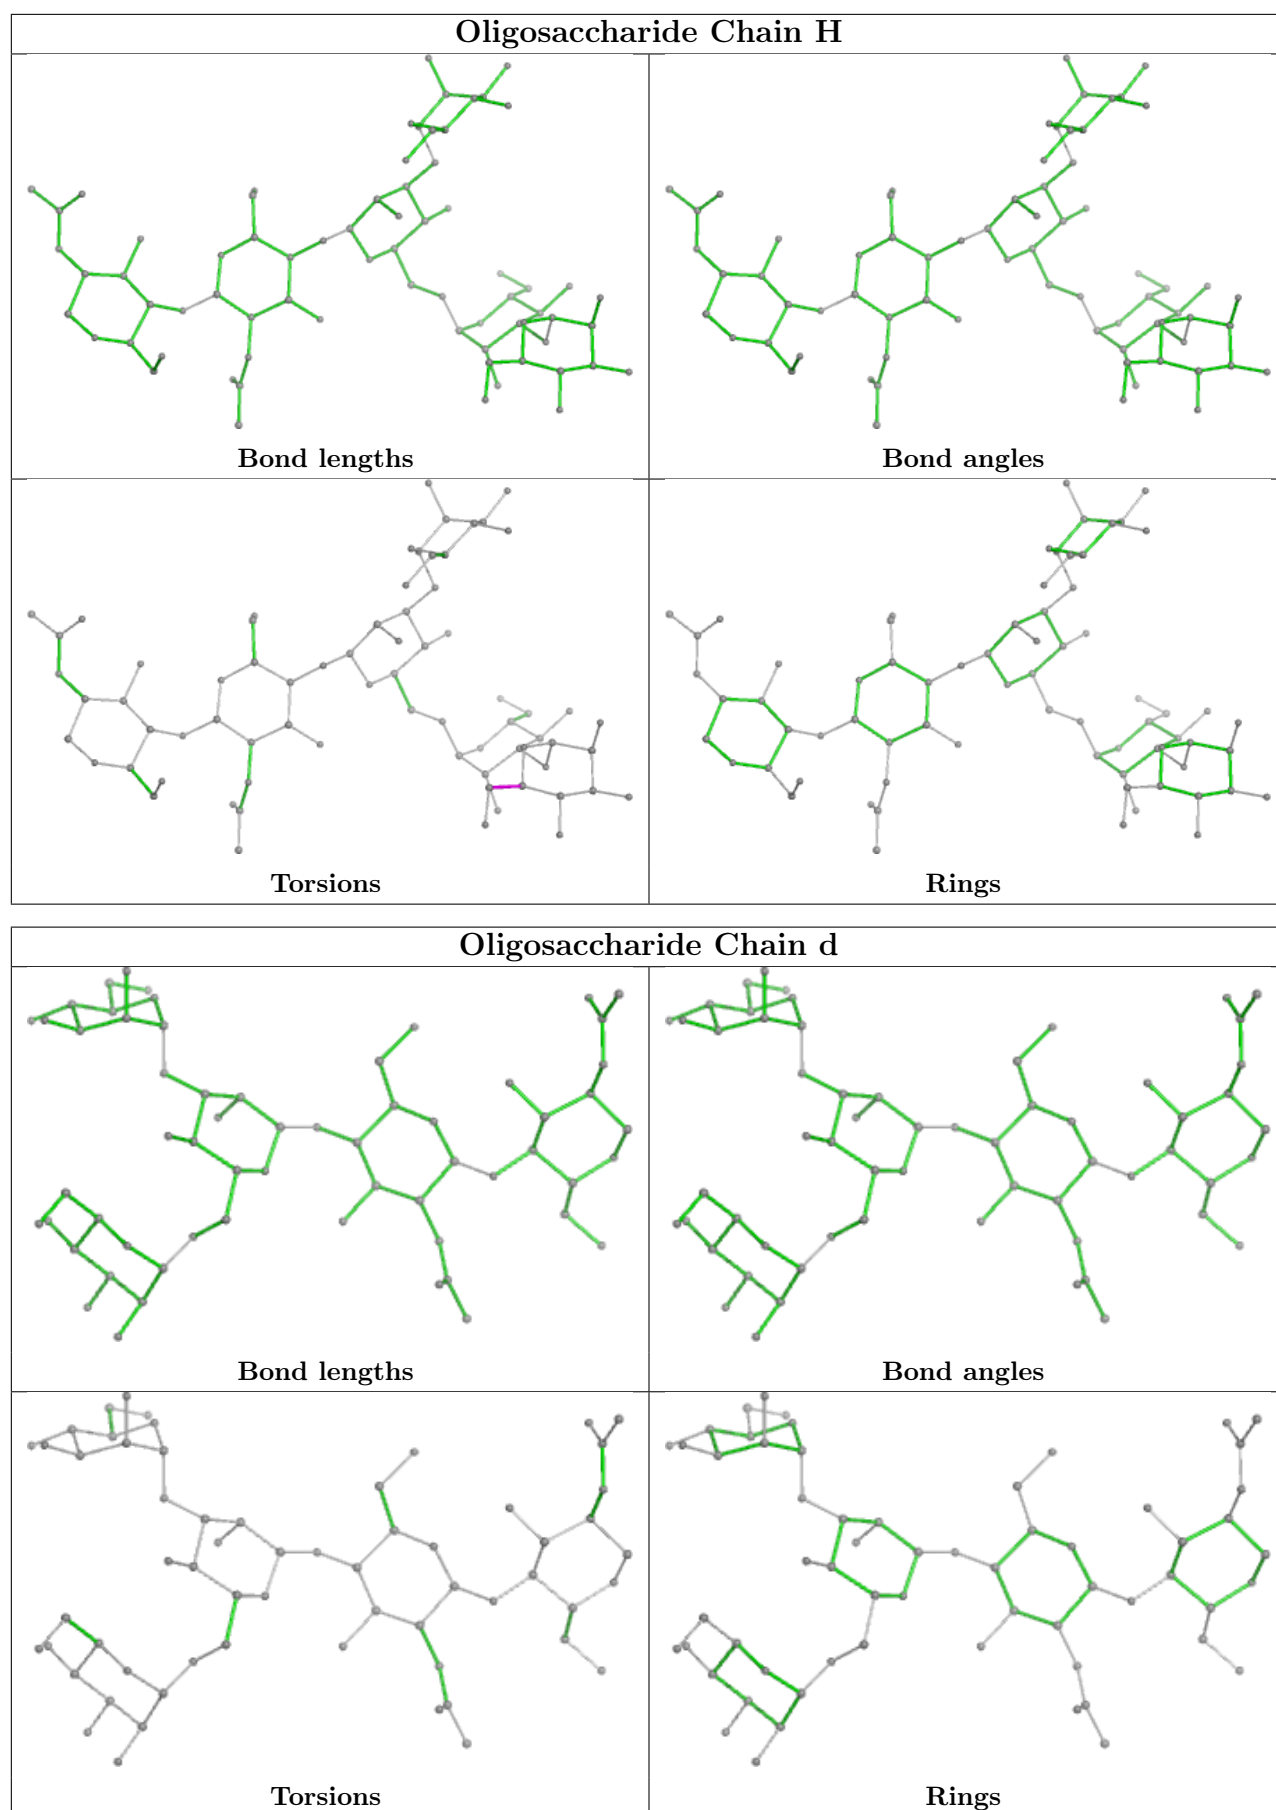 Oligosaccharide Chain H
Bond lengths
Bond angles
Torsions
Rings
Oligosaccharide Chain d
Bond lengths
Bond angles
Torsions
Rings